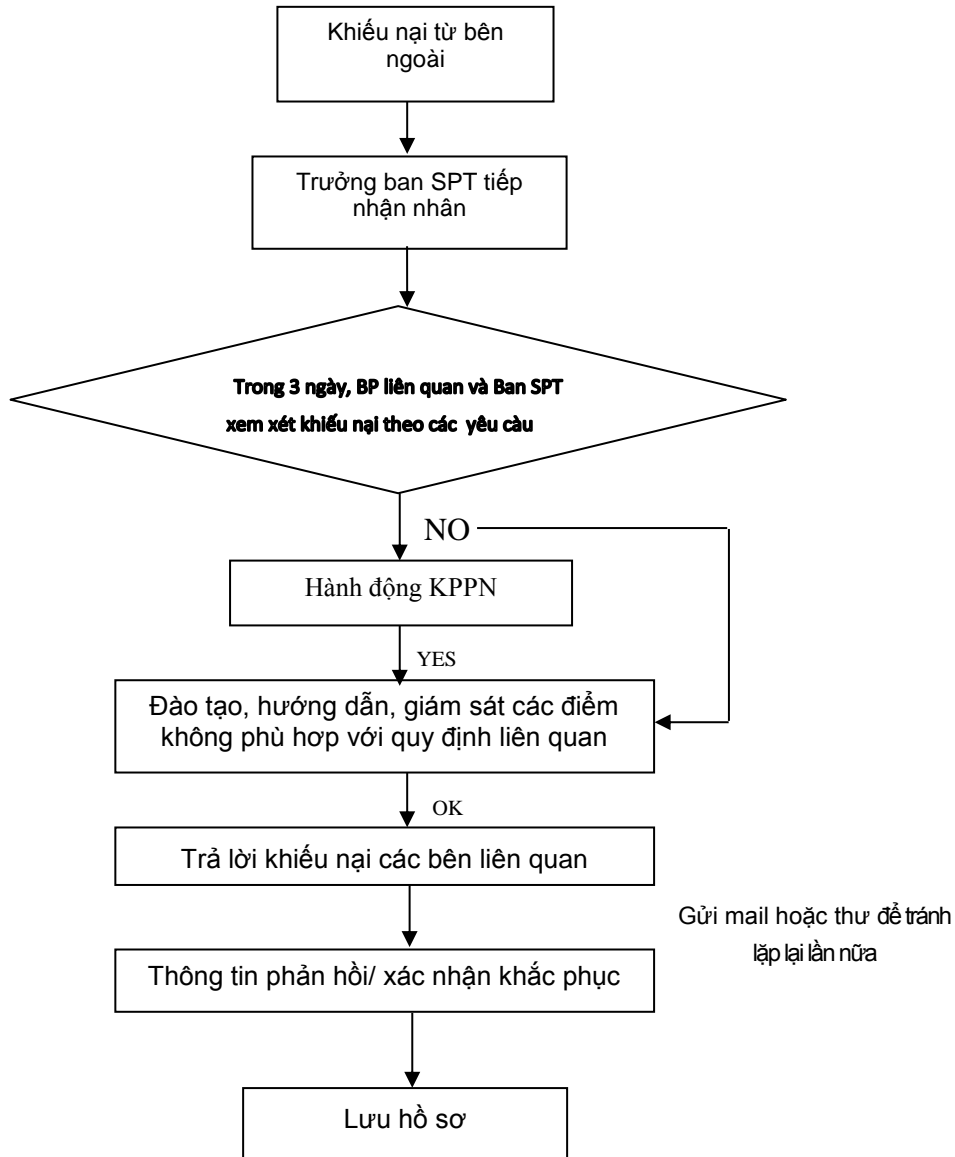 Khiếu nại từ bên
ngoài
Trưởng ban SPT tiếp
nhận nhân
Trong 3 ngày, BP liên quan và Ban SPT
xem xét khiếu nại theo các yêu càu
NO
Hành động KPPN
YES
Đào tạo, hướng dẫn, giám sát các điểm
không phù hơp với quy định liên quan
OK
Trả lời khiếu nại các bên liên quan
Gửi mail hoặc thư để tránh
lặp lại lần nữa
Thông tin phản hồi/ xác nhận khắc phục
Lưu hồ sơ